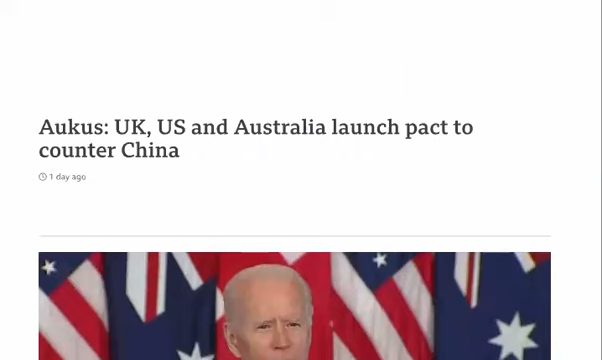 Aukus: UK, US and Australia launch pact to
counter China
1 day ago